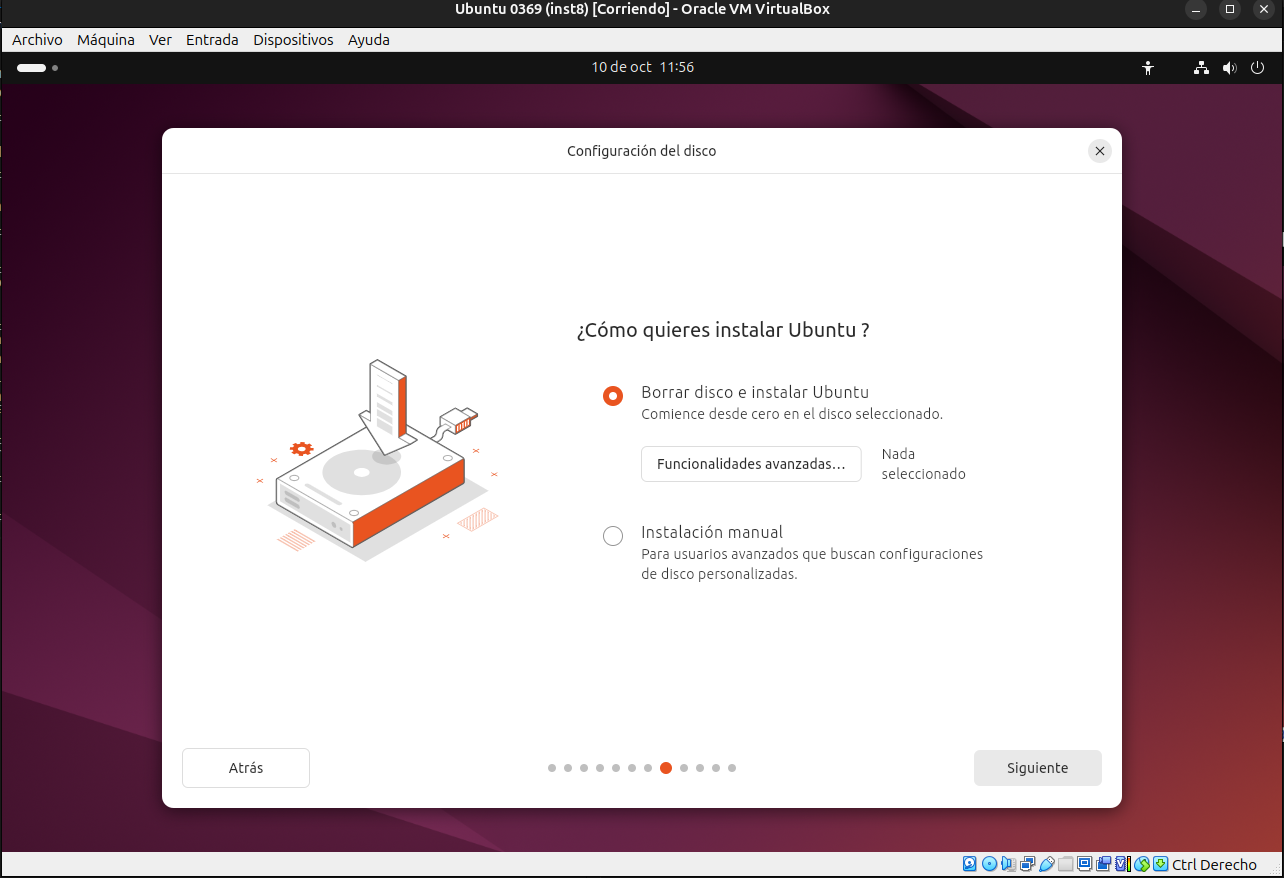 Ubuntu 0369 (inst8) [Corriendo] - Oracle VM VirtualBox
Archivo Máquina Ver Entrada Dispositivos Ayuda
10 de oct 11:56
Configuración del disco
¿Cómo quieres instalar Ubuntu ?
Borrar disco e instalar Ubuntu
Comience desde cero en el disco seleccionado.
Funcionalidades avanzadas...
Nada
seleccionado
Instalación manual
Para usuarios avanzados que buscan configuraciones
de disco personalizadas.
Atrás
Siguiente
Ctrl Derecho